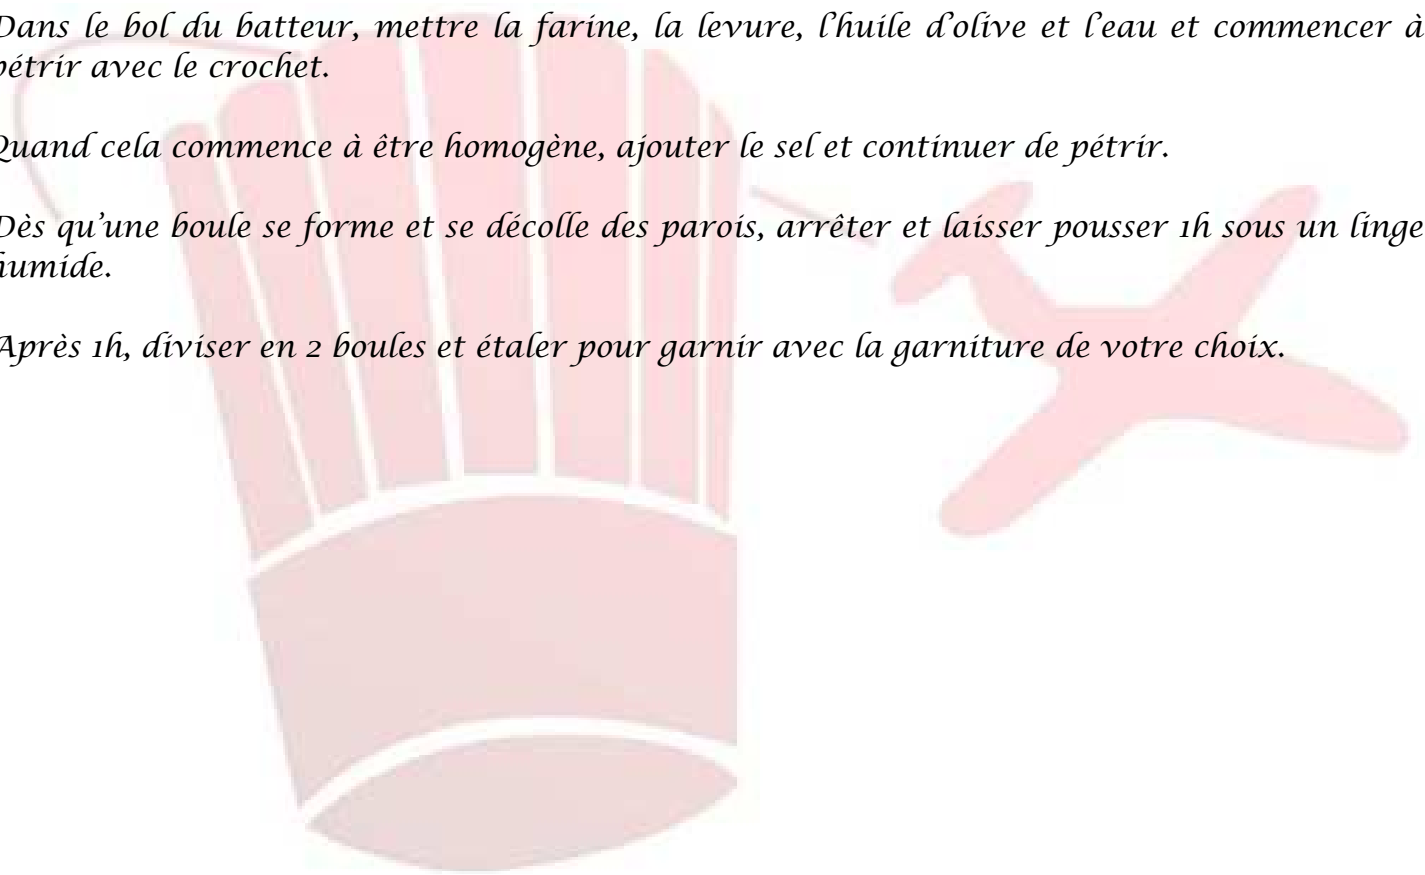 Dans le bol du batteur, mettre la farine, la levure, l'huile d'olive et l'eau et commencer à
pétrir avec le crochet.
Quand cela commence à être homogène, ajouter le sel et continuer de pétrir.
Dès qu'une boule se forme et se décolle des parois, arrêter et laisser pousser 1h sous un linge
humide.
Après 1h, diviser en 2 boules et étaler pour garnir avec la garniture de votre choix.